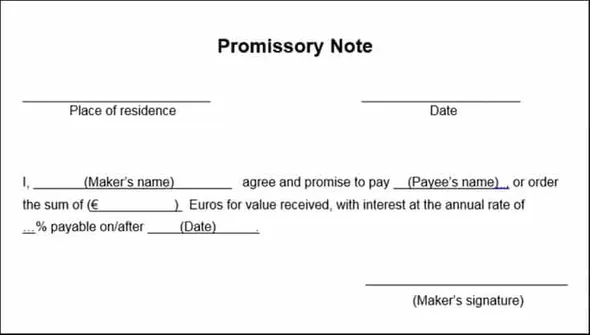 Promissory Note
Place of residence Date
I, (Maker's name) agree and promise to pay (Payee's name) , or order
the sum of (€ ) Euros for value received, with interest at the annual rate of
...% payable on/after (Date) .
(Maker's signature)